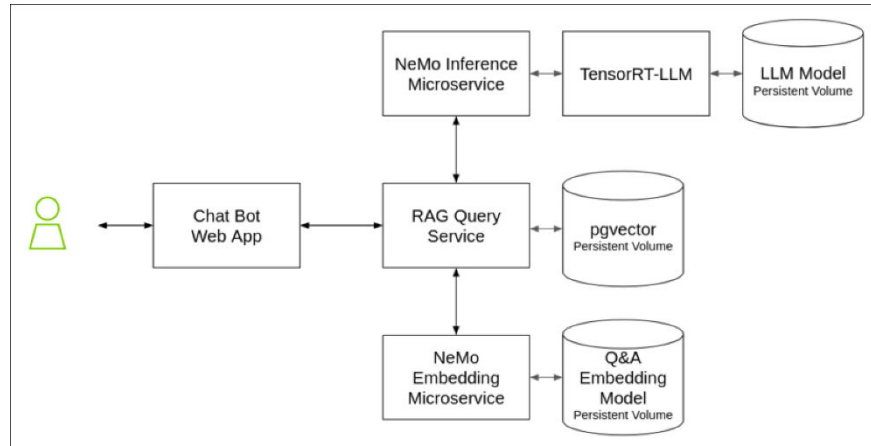 NeMo Inference
Microservice
TensorRT-LLM
LLM Model
Persistent Volume
Chat Bot
Web App
RAG Query
Service
pgvector
Persistent Volume
NeMo
Embedding
Microservice
Q&A
Embedding
Model
Persistent Volume